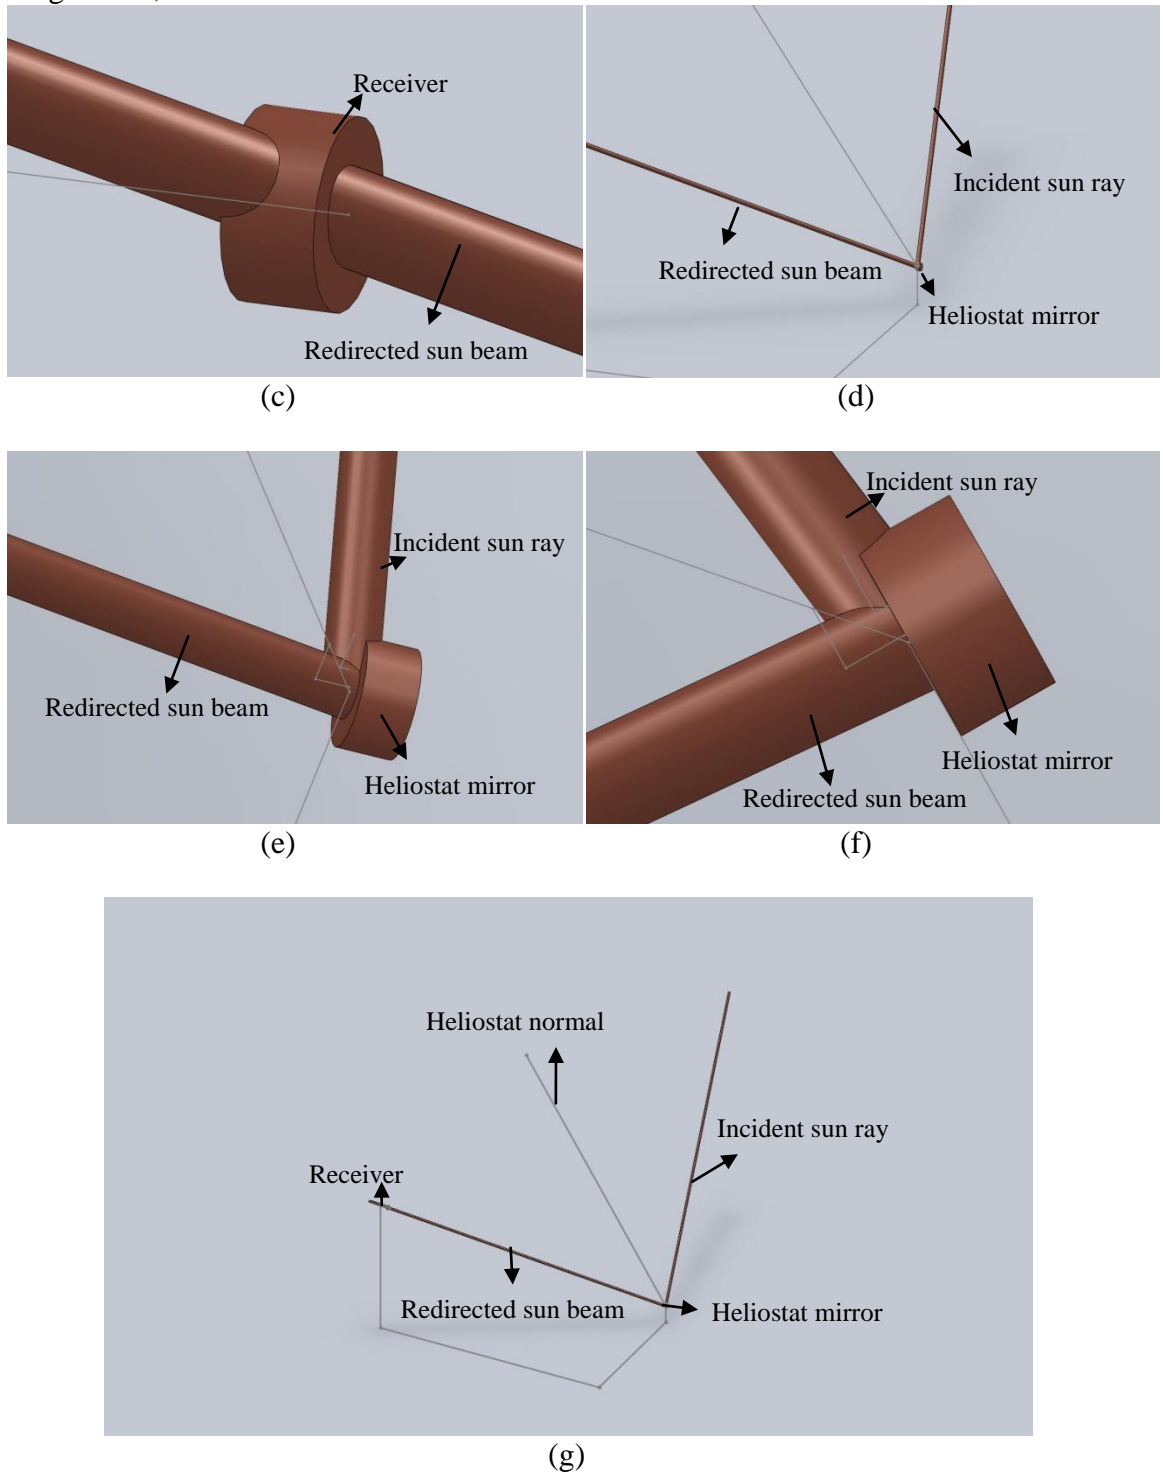 Receiver
Redirected sun beam
(c)
Incident sun ray
Redirected sun beam
Heliostat mirror
(d)
Incident sun ray
Redirected sun beam
Heliostat mirror
(e)
Incident sun ray
Heliostat mirror
Redirected sun beam
(f)
Heliostat normal
Incident sun ray
Receiver
Redirected sun beam
Heliostat mirror
(g)